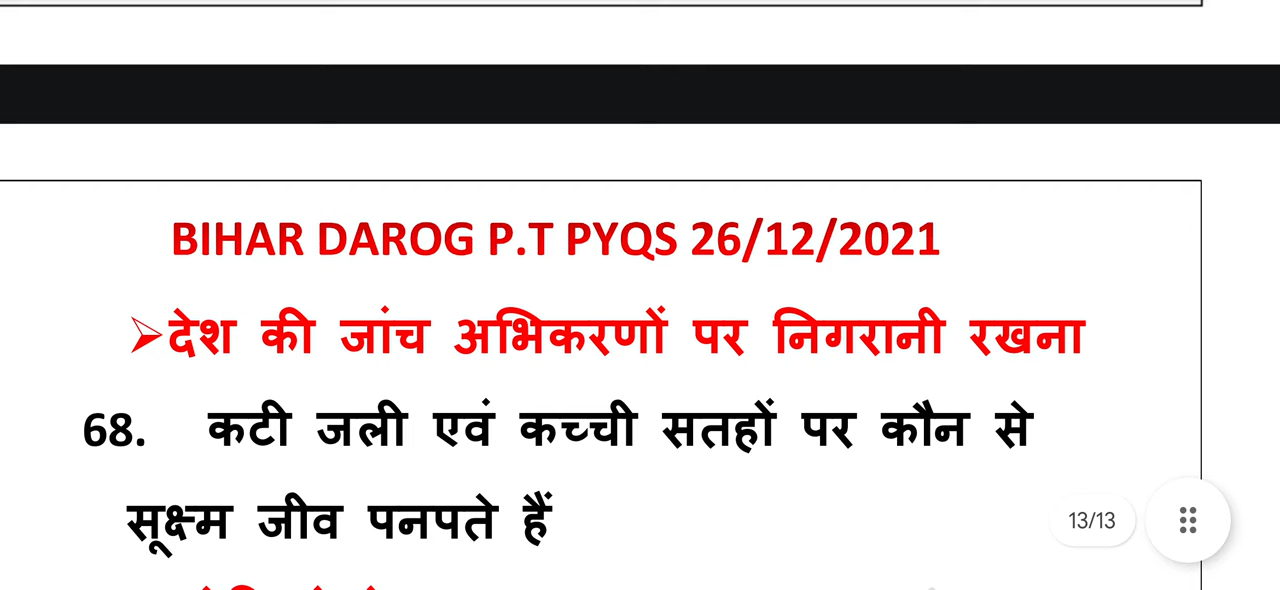 BIHAR DAROG P.T PYQS 26/12/2021
➢देश की जांच अभिकरणों पर निगरानी रखना
68. कटी जली एवं कच्ची सतहों पर कौन से
सूक्ष्म जीव पनपते हैं
13/13